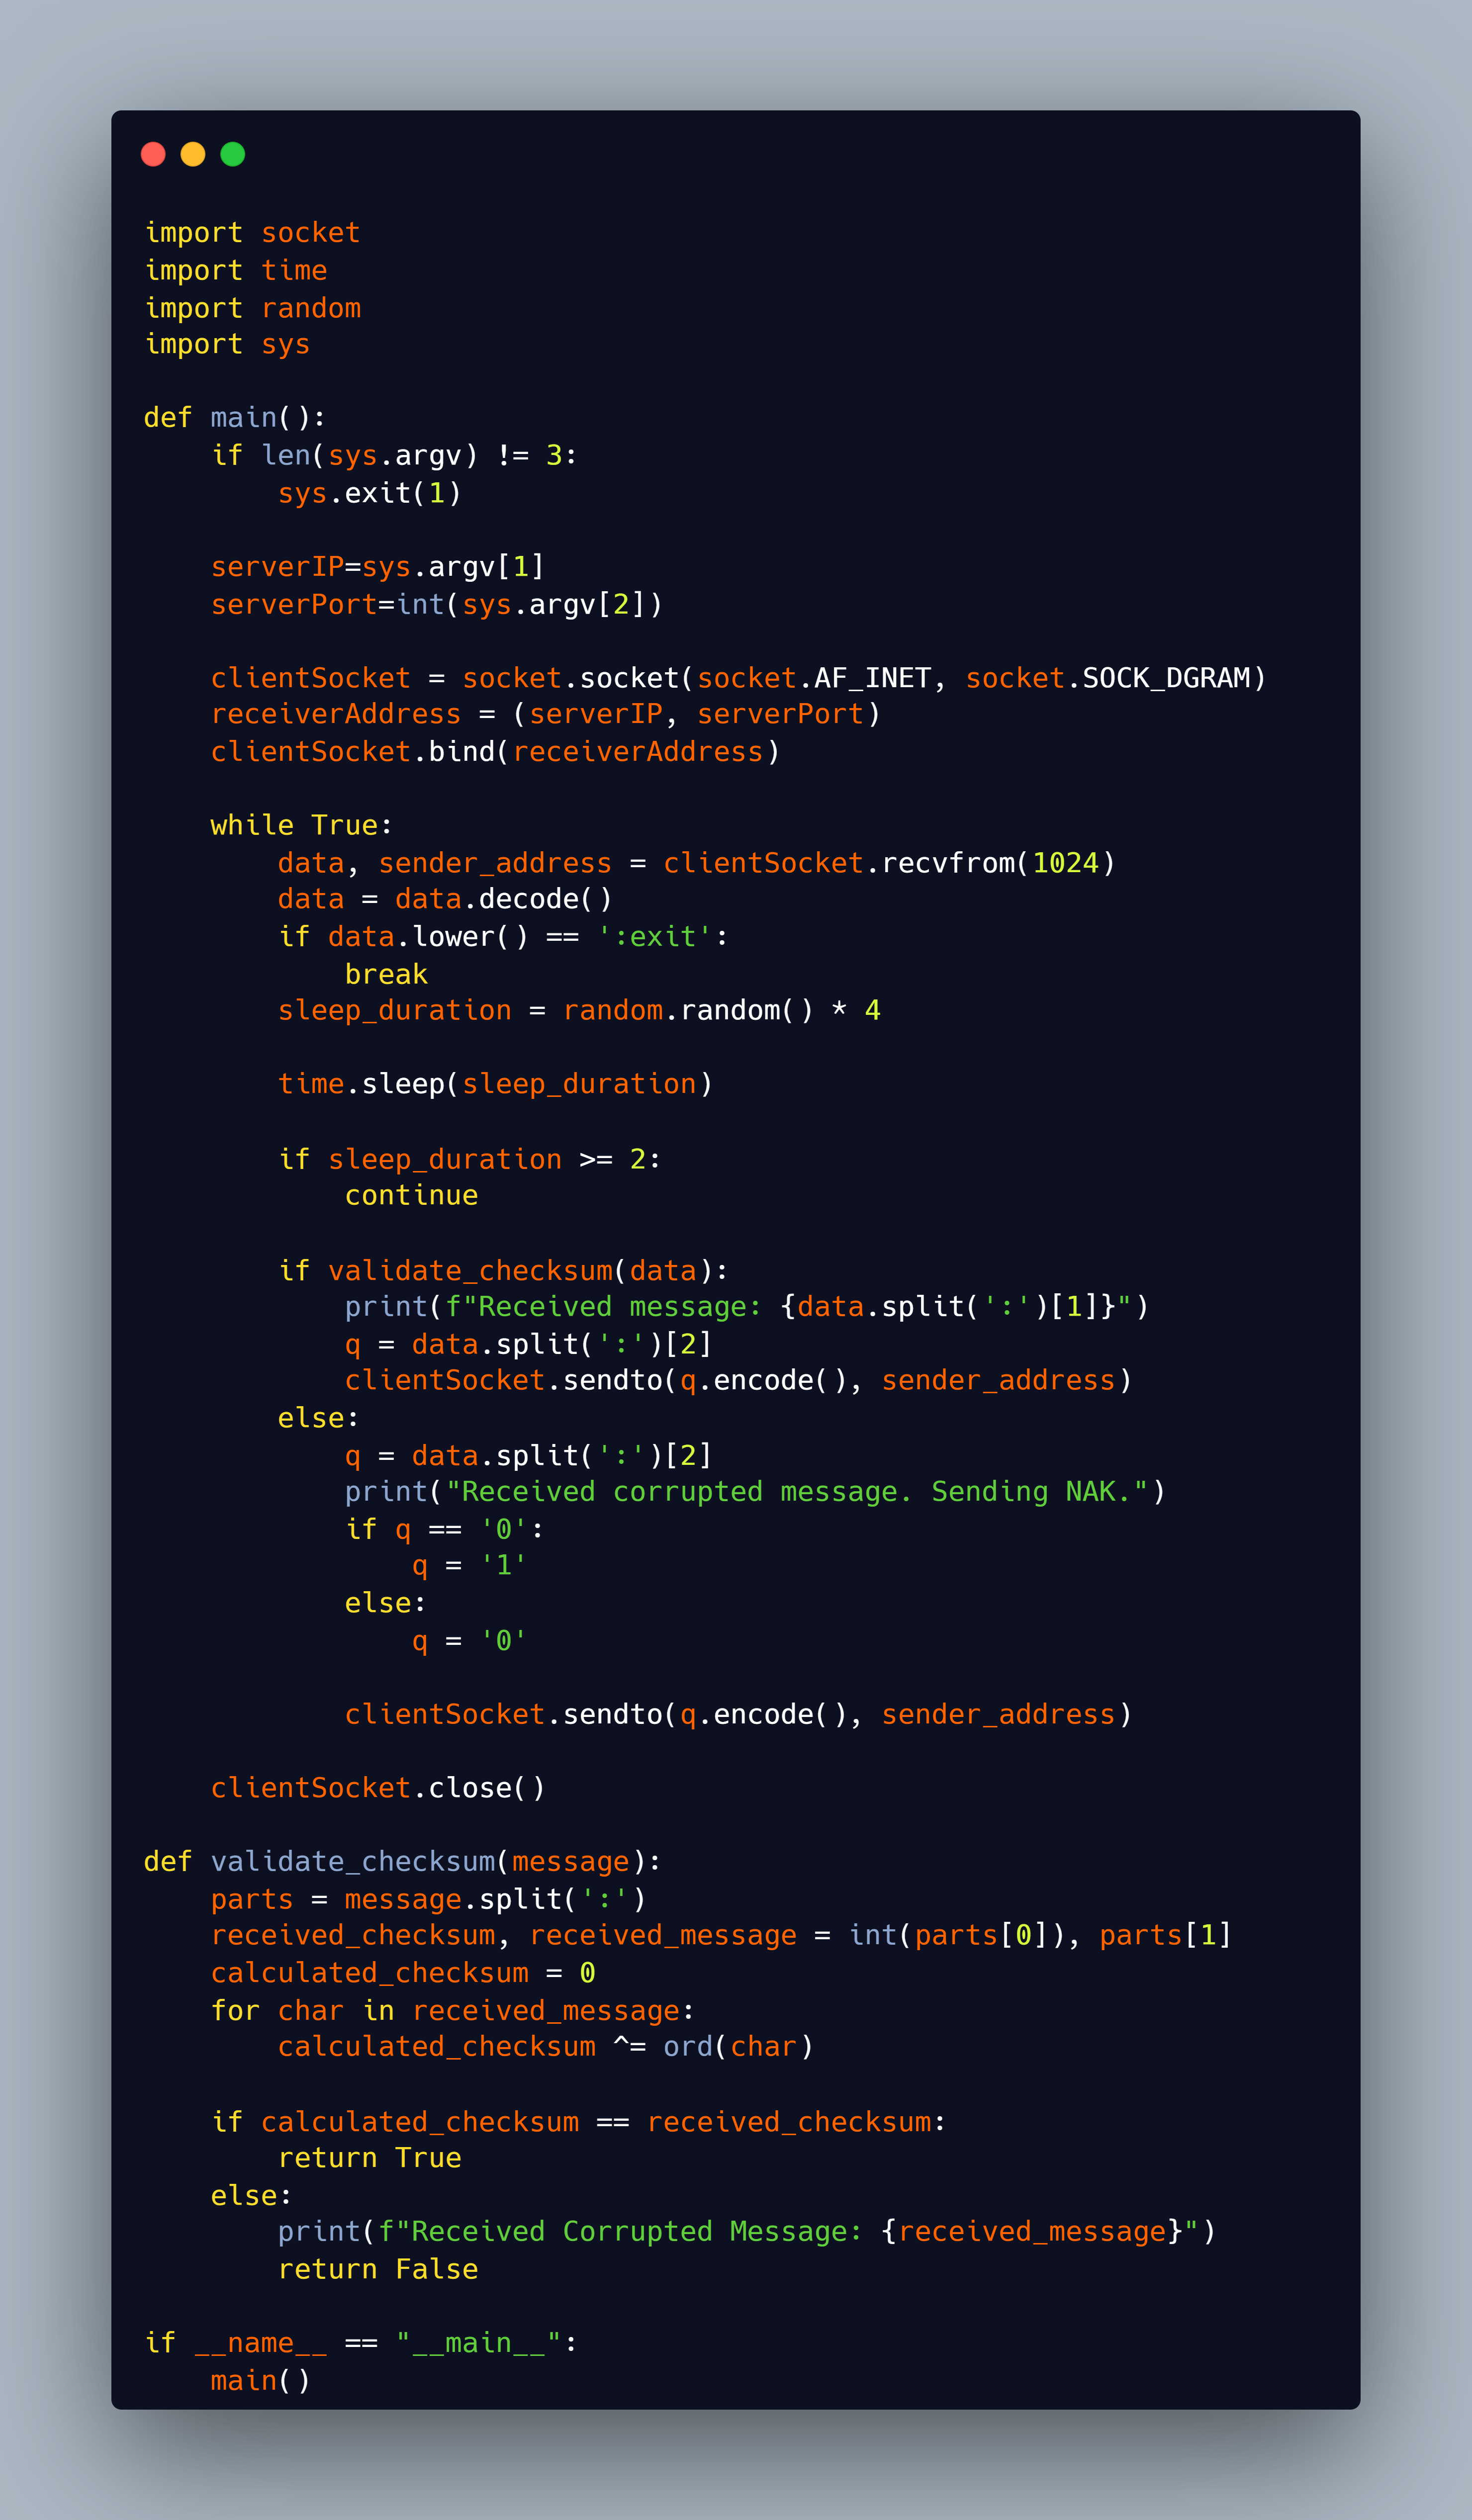 import socket
import time
import random
import sys

def main():
    if len(sys.argv) != 3:
        sys.exit(1)

    serverIP=sys.argv[1]
    serverPort=int(sys.argv[2])

    clientSocket = socket.socket(socket.AF_INET, socket.SOCK_DGRAM)
    receiverAddress = (serverIP, serverPort)
    clientSocket.bind(receiverAddress)

    while True:
        data, sender_address = clientSocket.recvfrom(1024)
        data = data.decode()
        if data.lower() == ':exit':
            break
        sleep_duration = random.random() * 4

        time.sleep(sleep_duration)

        if sleep_duration >= 2:
            continue

        if validate_checksum(data):
            print(f"Received message: {data.split(':')[1]}")
            q = data.split(':')[2]
            clientSocket.sendto(q.encode(), sender_address)
        else:
            q = data.split(':')[2]
            print("Received corrupted message. Sending NAK.")
            if q == '0':
                q = '1'
            else:
                q = '0'

            clientSocket.sendto(q.encode(), sender_address)

    clientSocket.close()

def validate_checksum(message):
    parts = message.split(':')
    received_checksum, received_message = int(parts[0]), parts[1]
    calculated_checksum = 0
    for char in received_message:
        calculated_checksum ^= ord(char)

    if calculated_checksum == received_checksum:
        return True
    else:
        print(f"Received Corrupted Message: {received_message}")
        return False

if __name__ == "__main__":
    main()